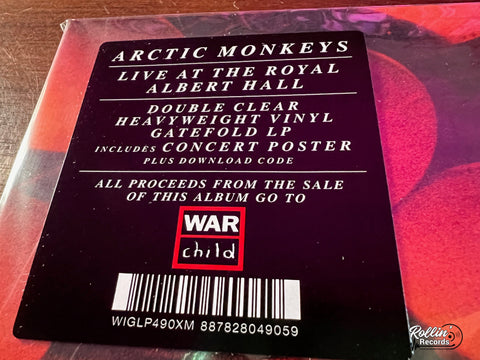 ARCTIC MONKEYS
LIVE AT THE ROYAL
ALBERT HALL
DOUBLE CLEAR
HEAVYWEIGHT VINYL
GATEFOLD LP
INCLUDES CONCERT POSTER
PLUS DOWNLOAD CODE
ALL PROCEEDS FROM THE SALE
OF THIS ALBUM GO TO
WAR
child
WIGLP490XM 887828049059
Rollin'
Records